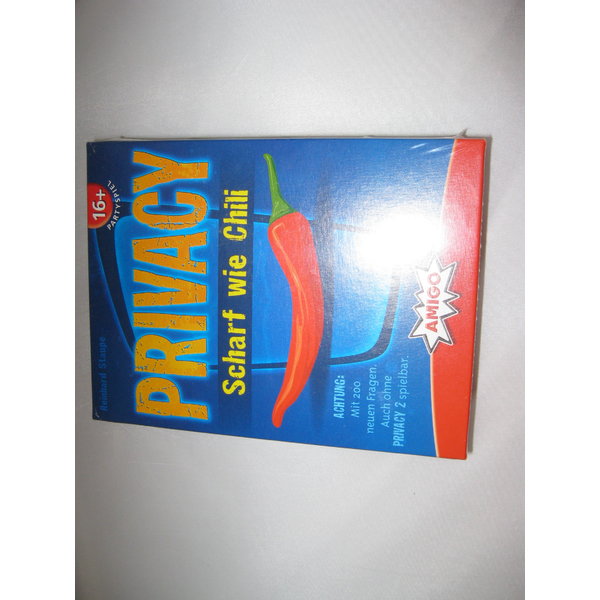 Reinhard Staupe
16+
PARTYSPIEL
PRIVACY
Scharf wie Chili
ACHTUNG:
Mit 200
neuen Fragen.
Auch ohne
PRIVACY 2 spielbar.
AMIGO